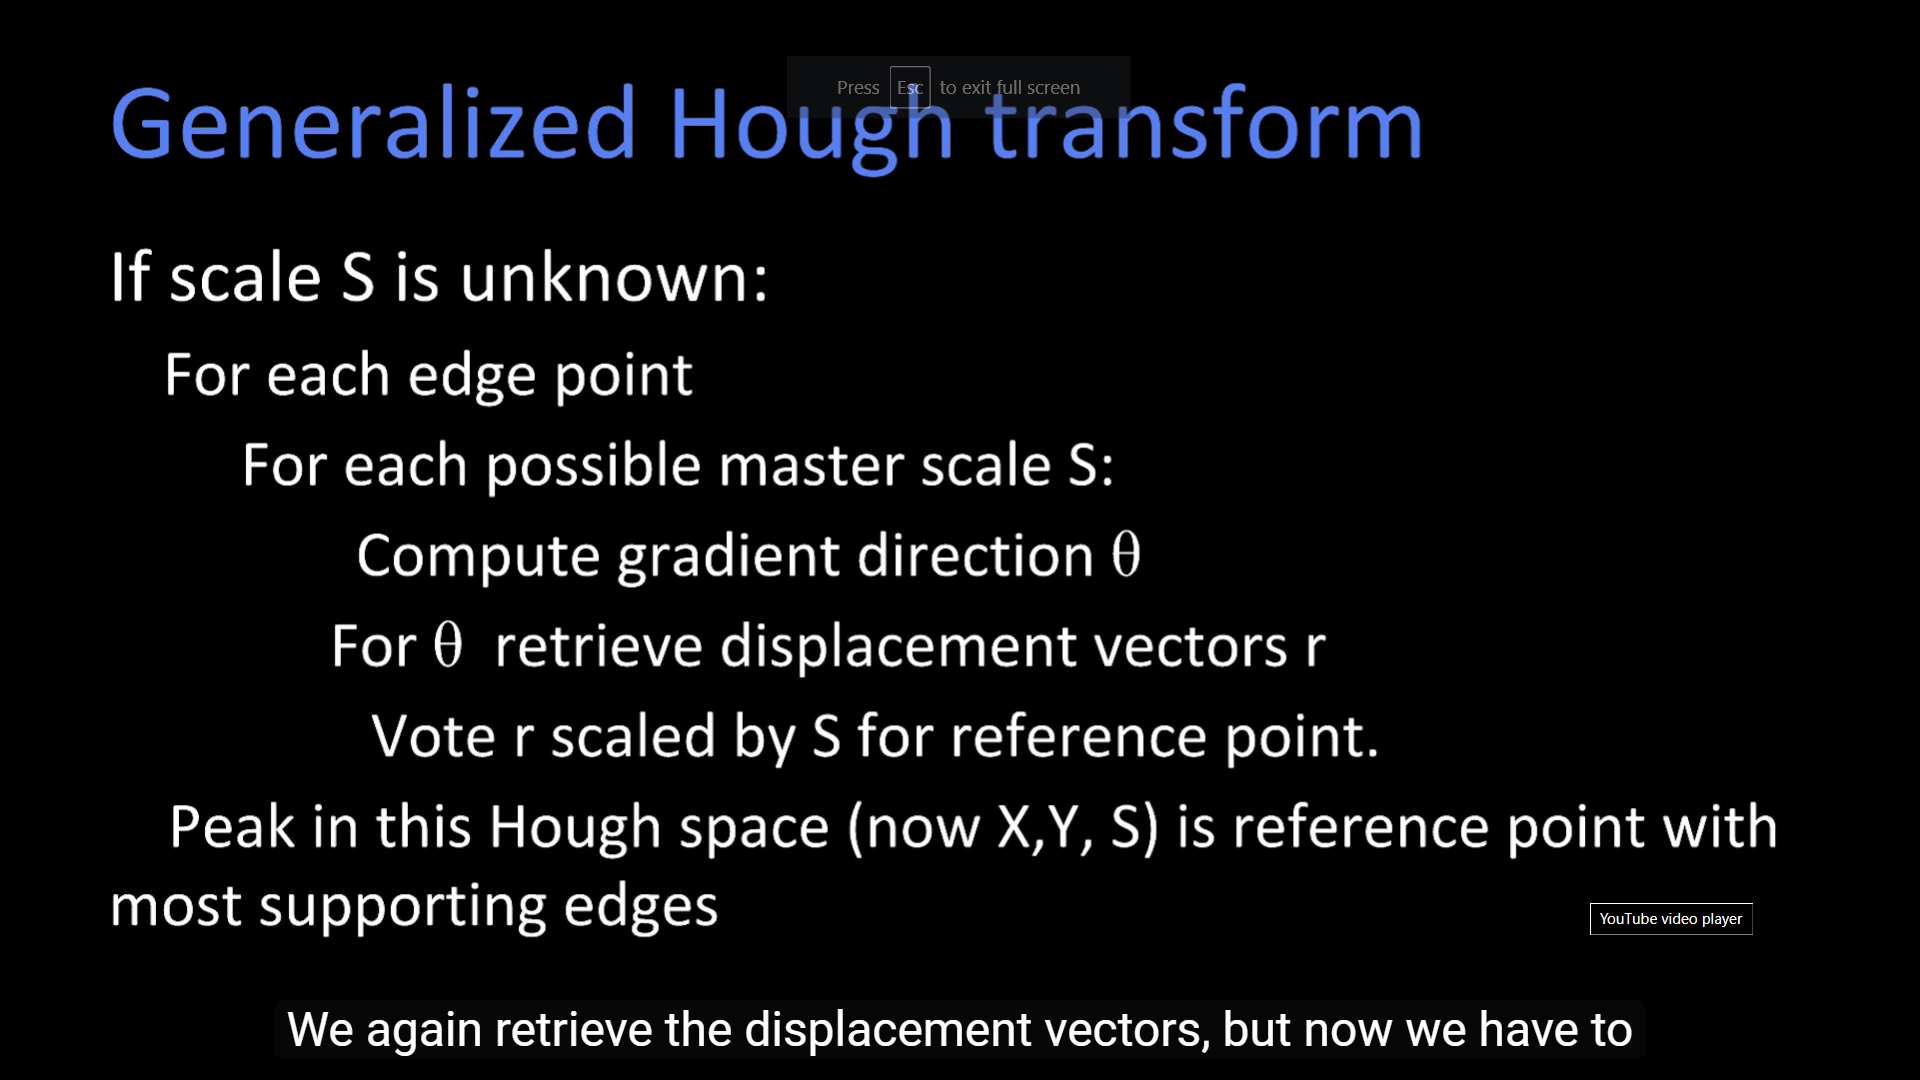 Press Esc to exit full screen
Generalized Hough transform
If scale S is unknown:
For each edge point
For each possible master scale S:
Compute gradient direction θ
For θ retrieve displacement vectors r
Vote r scaled by S for reference point.
Peak in this Hough space (now X,Y, S) is reference point with
most supporting edges
YouTube video player
We again retrieve the displacement vectors, but now we have to